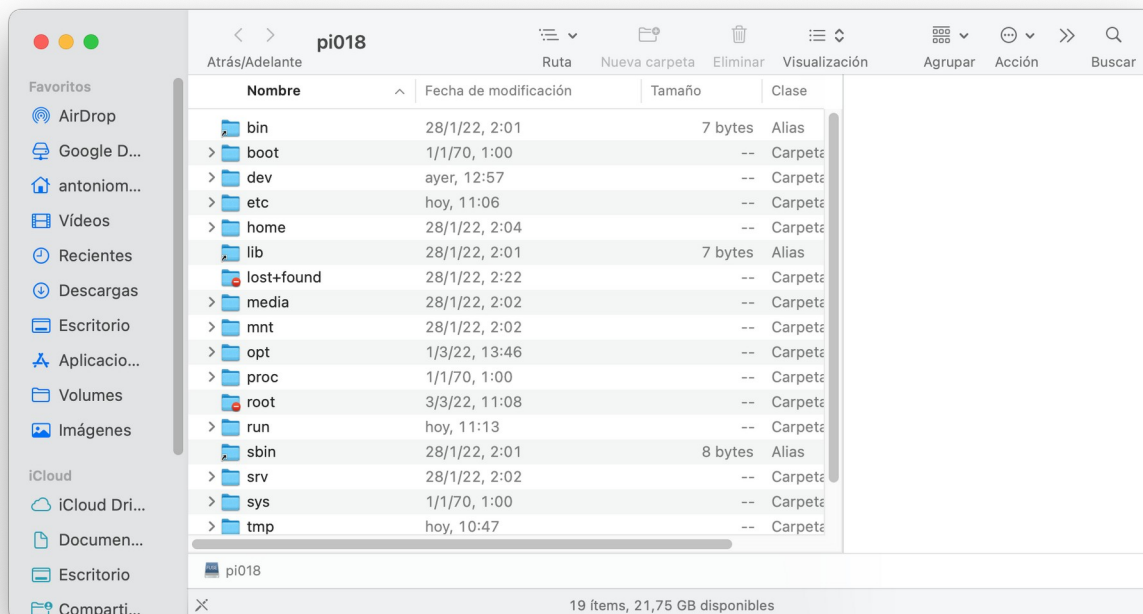 pi018
Atrás/Adelante
Ruta
Nueva carpeta
Eliminar
Visualización
Agrupar
Acción
Buscar
Favoritos
AirDrop
Google D...
antoniom...
Vídeos
Recientes
Descargas
Escritorio
Aplicacio...
Volumes
Imágenes
iCloud
iCloud Dri...
Documen...
Escritorio
Comparti...
Nombre Fecha de modificación Tamaño Clase
bin 28/1/22, 2:01 7 bytes Alias
boot 1/1/70, 1:00 -- Carpeta
dev ayer, 12:57 -- Carpeta
etc hoy, 11:06 -- Carpeta
home 28/1/22, 2:04 -- Carpeta
lib 28/1/22, 2:01 7 bytes Alias
lost+found 28/1/22, 2:22 -- Carpeta
media 28/1/22, 2:02 -- Carpeta
mnt 28/1/22, 2:02 -- Carpeta
opt 1/3/22, 13:46 -- Carpeta
proc 1/1/70, 1:00 -- Carpeta
root 3/3/22, 11:08 -- Carpeta
run hoy, 11:13 -- Carpeta
sbin 28/1/22, 2:01 8 bytes Alias
srv 28/1/22, 2:02 -- Carpeta
sys 1/1/70, 1:00 -- Carpeta
tmp hoy, 10:47 -- Carpeta
pi018
19 ítems, 21,75 GB disponibles